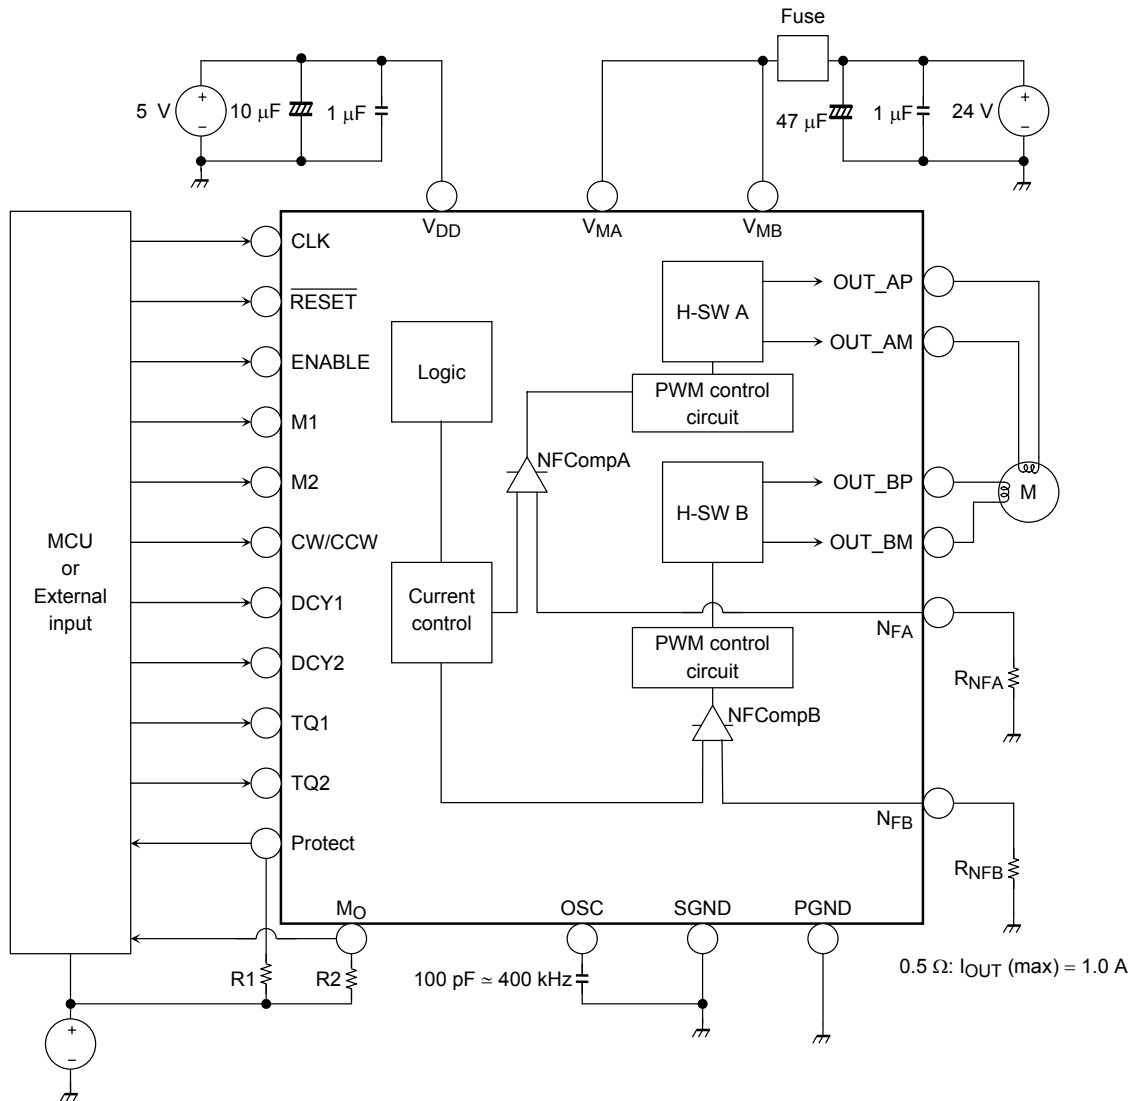 Fuse
5 V
10 μF
1 μF
47 μF
1 μF
24 V
VDD
VMA
VMB
CLK
RESET
ENABLE
M1
M2
CW/CCW
DCY1
DCY2
TQ1
TQ2
Protect
MCU
or
External
input
Logic
Current
control
NFCompA
H-SW A
PWM control
circuit
H-SW B
PWM control
circuit
NFCompB
OUT_AP
OUT_AM
OUT_BP
OUT_BM
M
NFA
RNFA
NFB
RNFB
MO
OSC
SGND
PGND
R1
R2
100 pF ≃ 400 kHz
0.5 Ω: IOUT (max) = 1.0 A
+
−
+
−
+
−